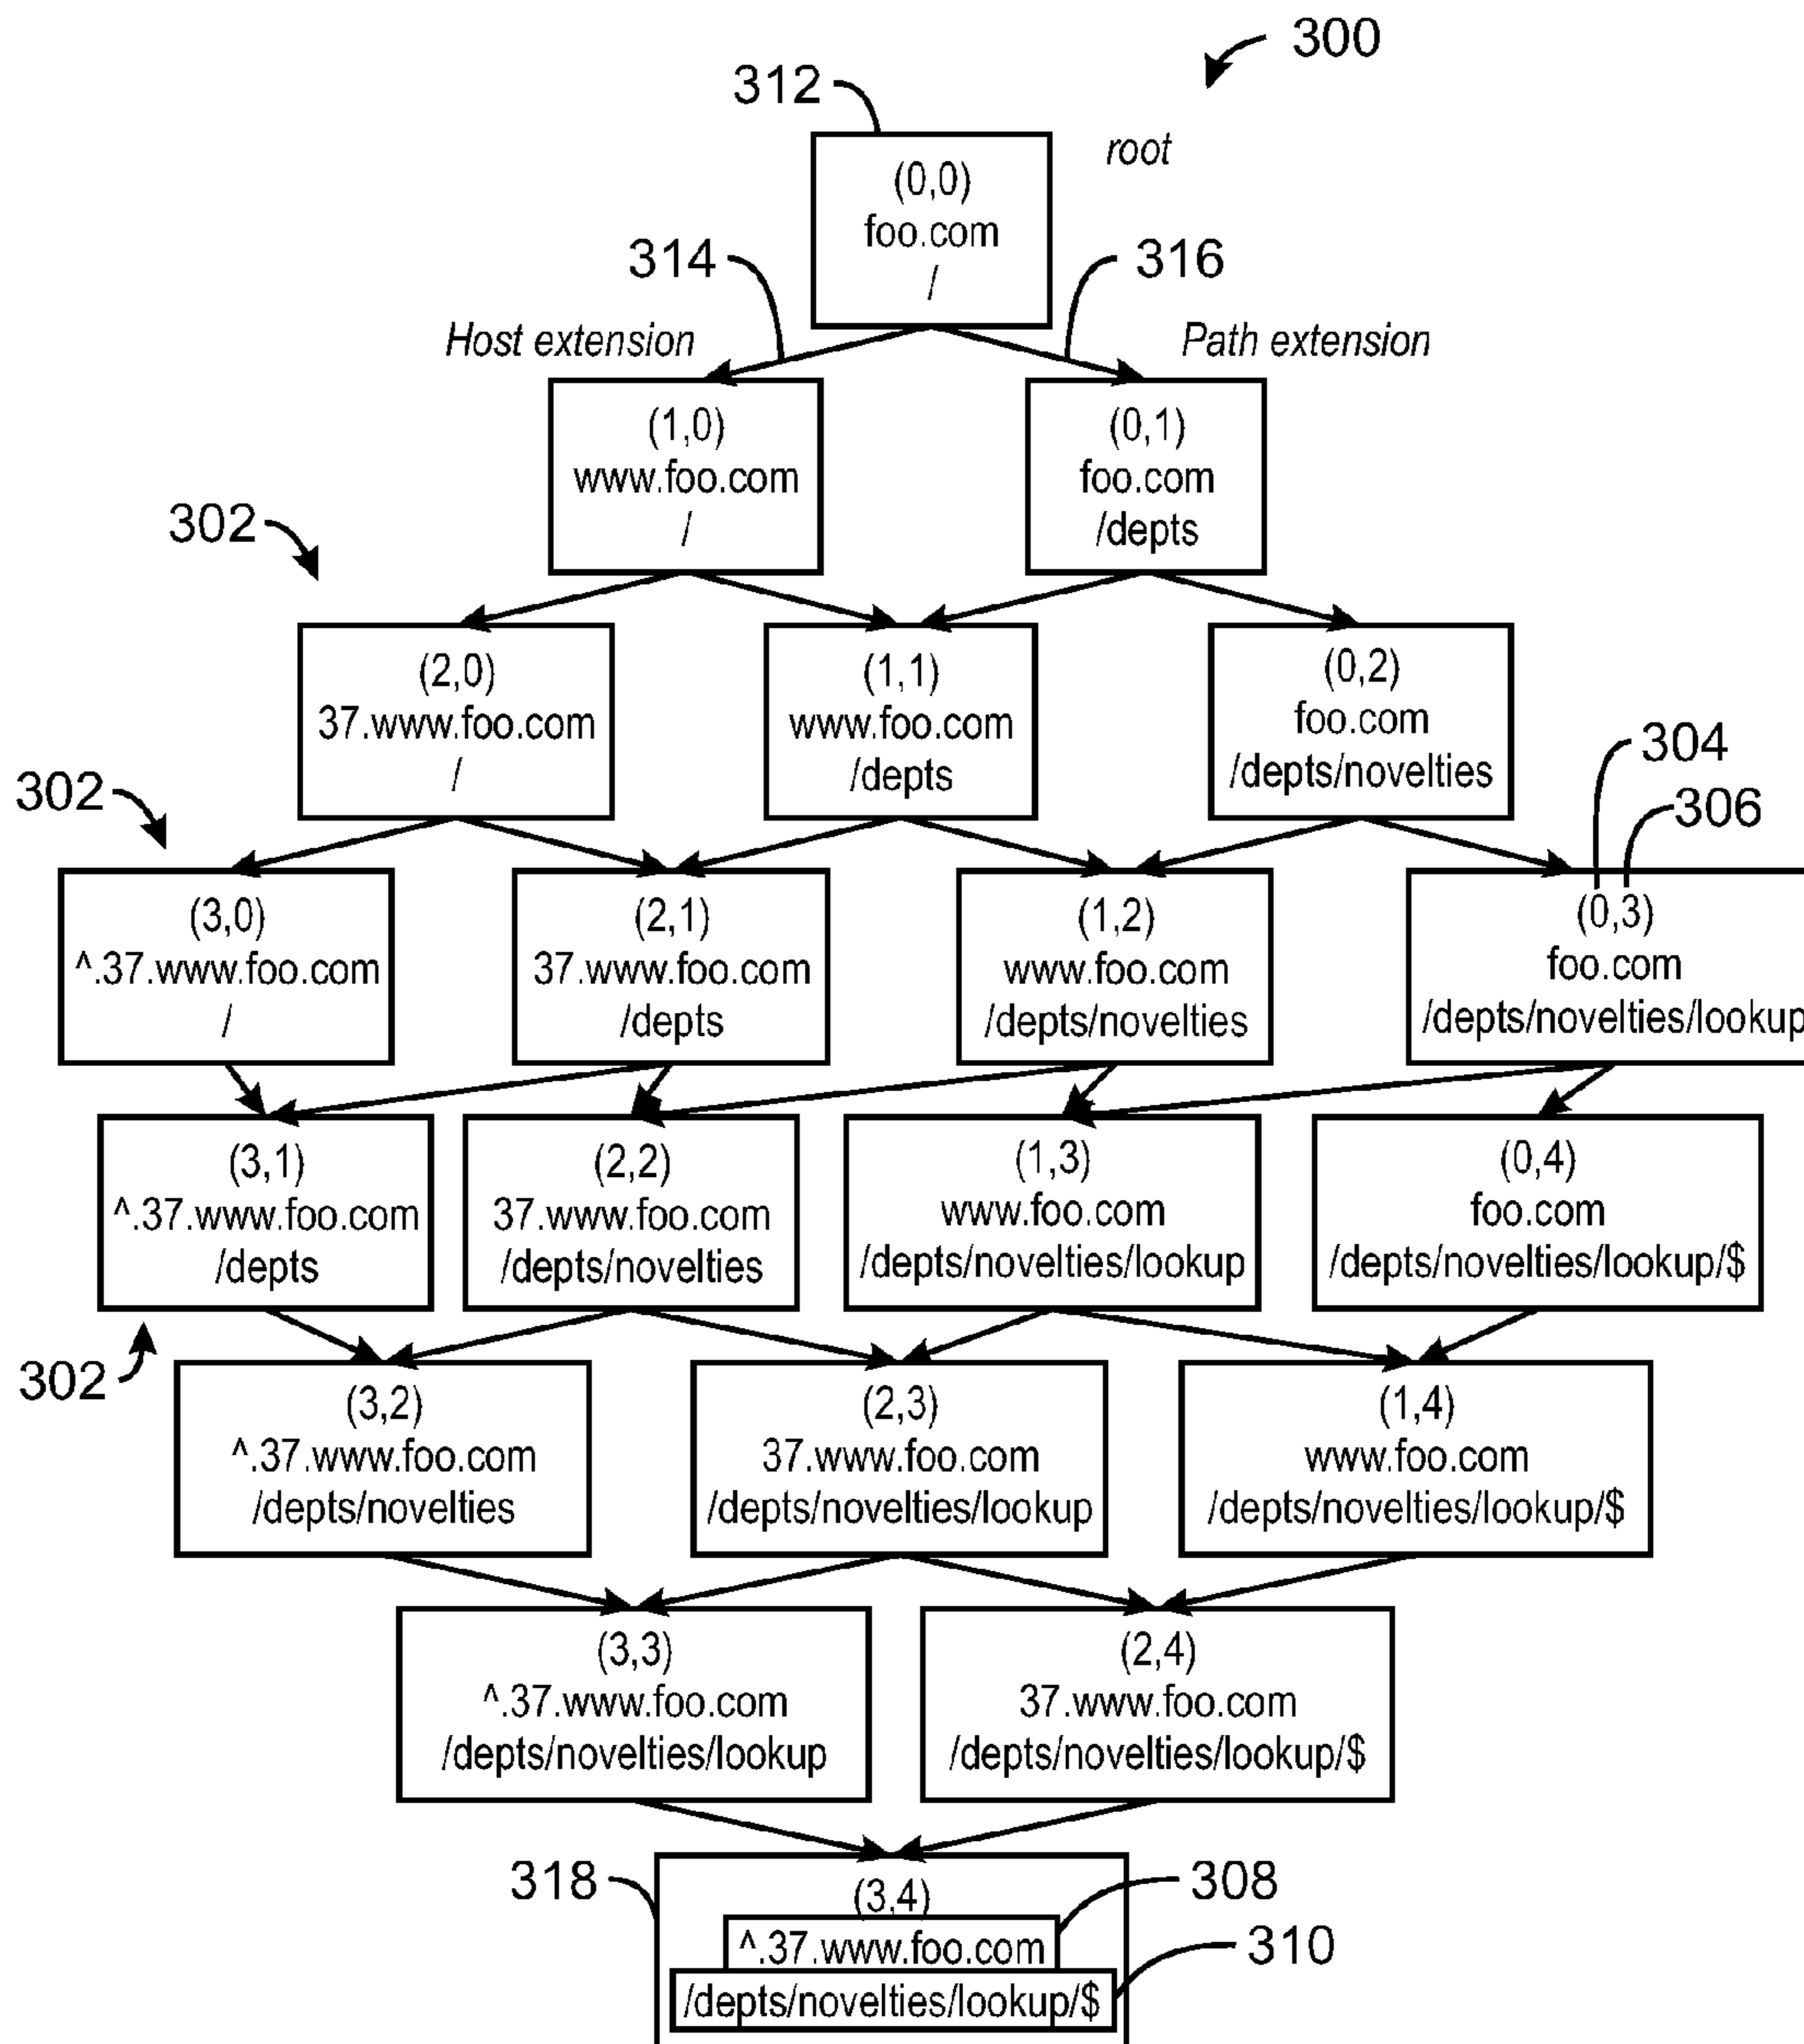 300
312
root
(0,0)
foo.com
/
314
316
Host extension
Path extension
(1,0)
www.foo.com
/
(0,1)
foo.com
/depts
302
(2,0)
37.www.foo.com
/
(1,1)
www.foo.com
/depts
(0,2)
foo.com
/depts/novelties
304
306
302
(3,0)
^.37.www.foo.com
/
(2,1)
37.www.foo.com
/depts
(1,2)
www.foo.com
/depts/novelties
(0,3)
foo.com
/depts/novelties/lookup
(3,1)
^.37.www.foo.com
/depts
(2,2)
37.www.foo.com
/depts/novelties
(1,3)
www.foo.com
/depts/novelties/lookup
(0,4)
foo.com
/depts/novelties/lookup/$
302
(3,2)
^.37.www.foo.com
/depts/novelties
(2,3)
37.www.foo.com
/depts/novelties/lookup
(1,4)
www.foo.com
/depts/novelties/lookup/$
(3,3)
^.37.www.foo.com
/depts/novelties/lookup
(2,4)
37.www.foo.com
/depts/novelties/lookup/$
318
308
(3,4)
^.37.www.foo.com
310
/depts/novelties/lookup/$